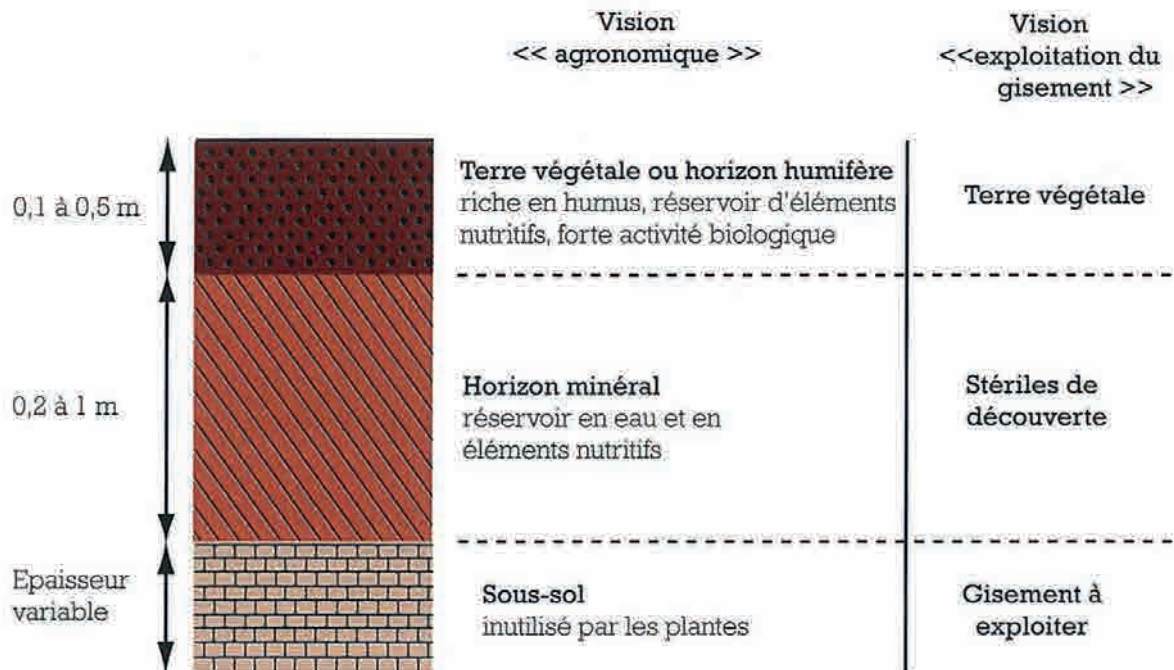 Vision
<< agronomique >>
Vision
<<exploitation du
gisement >>
0,1 à 0,5 m
Terre végétale ou horizon humifère
riche en humus, réservoir d'éléments
nutritifs, forte activité biologique
Terre végétale
0,2 à 1 m
Horizon minéral
réservoir en eau et en
éléments nutritifs
Stériles de
découverte
Epaisseur
variable
Sous-sol
inutilisé par les plantes
Gisement à
exploiter